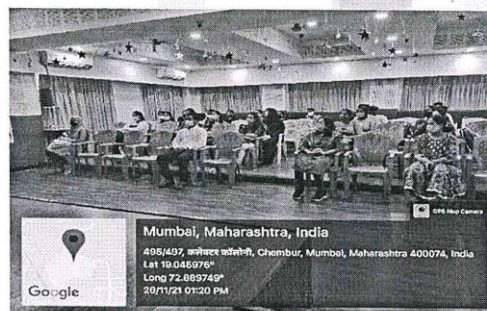 GPS Map Camera
Mumbai, Maharashtra, India
495/497, कलेक्टर कॉलोनी, Chembur, Mumbai, Maharashtra 400074, India
Lat 19.045976°
Long 72.889749°
28/11/21 01:20 PM
Google